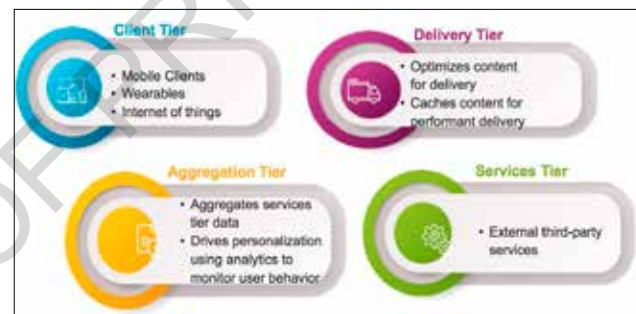 Client Tier
• Mobile Clients
• Wearables
• Internet of things
Delivery Tier
• Optimizes content
for delivery
• Caches content for
performant delivery
Aggregation Tier
• Aggregates services
tier data
• Drives personalization
using analytics to
monitor user behavior
Services Tier
• External third-party
services